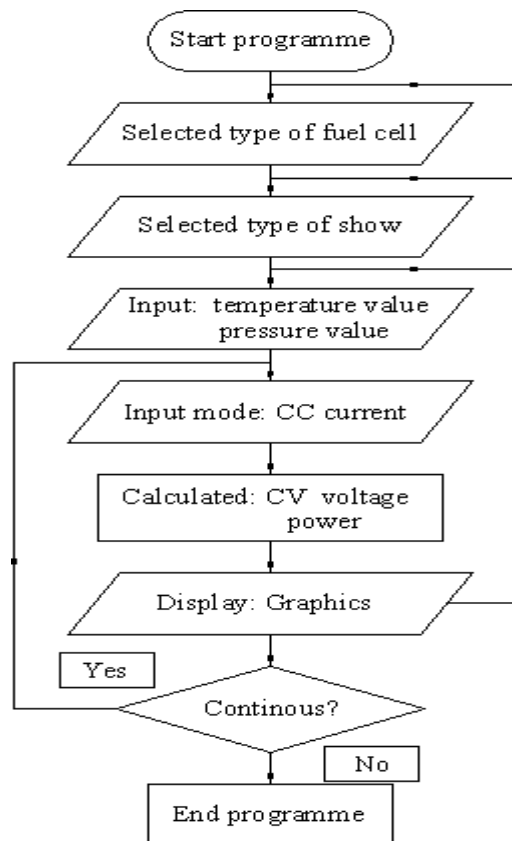 Start programme
Selected type of fuel cell
Selected type of show
Input: temperature value
pressure value
Input mode: CC current
Calculated: CV voltage
power
Display: Graphics
Yes
Continous?
No
End programme